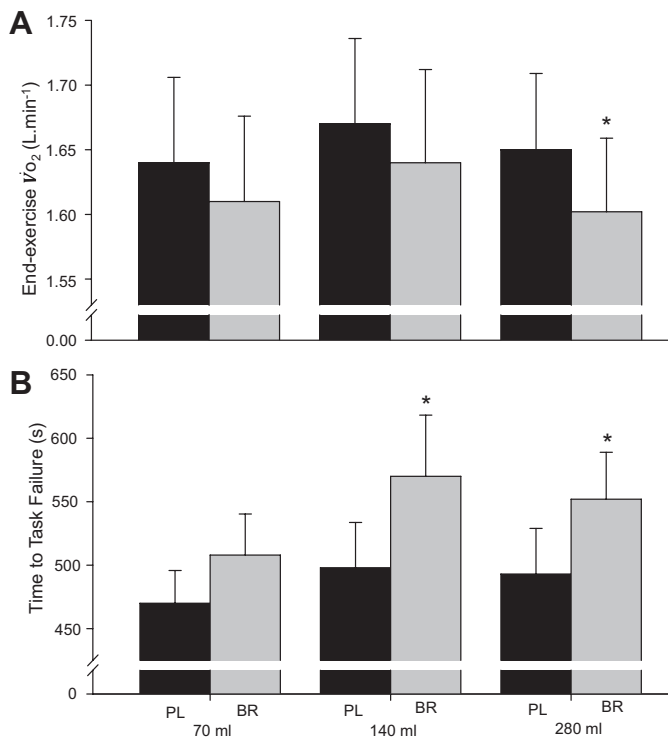 A
End-exercise V̇o₂ (L.min⁻¹)
1.75
1.70
1.65
1.60
1.55
0.00
*
B
Time to Task Failure (s)
650
600
550
500
450
0
*
*
PL BR PL BR PL BR
70 ml 140 ml 280 ml